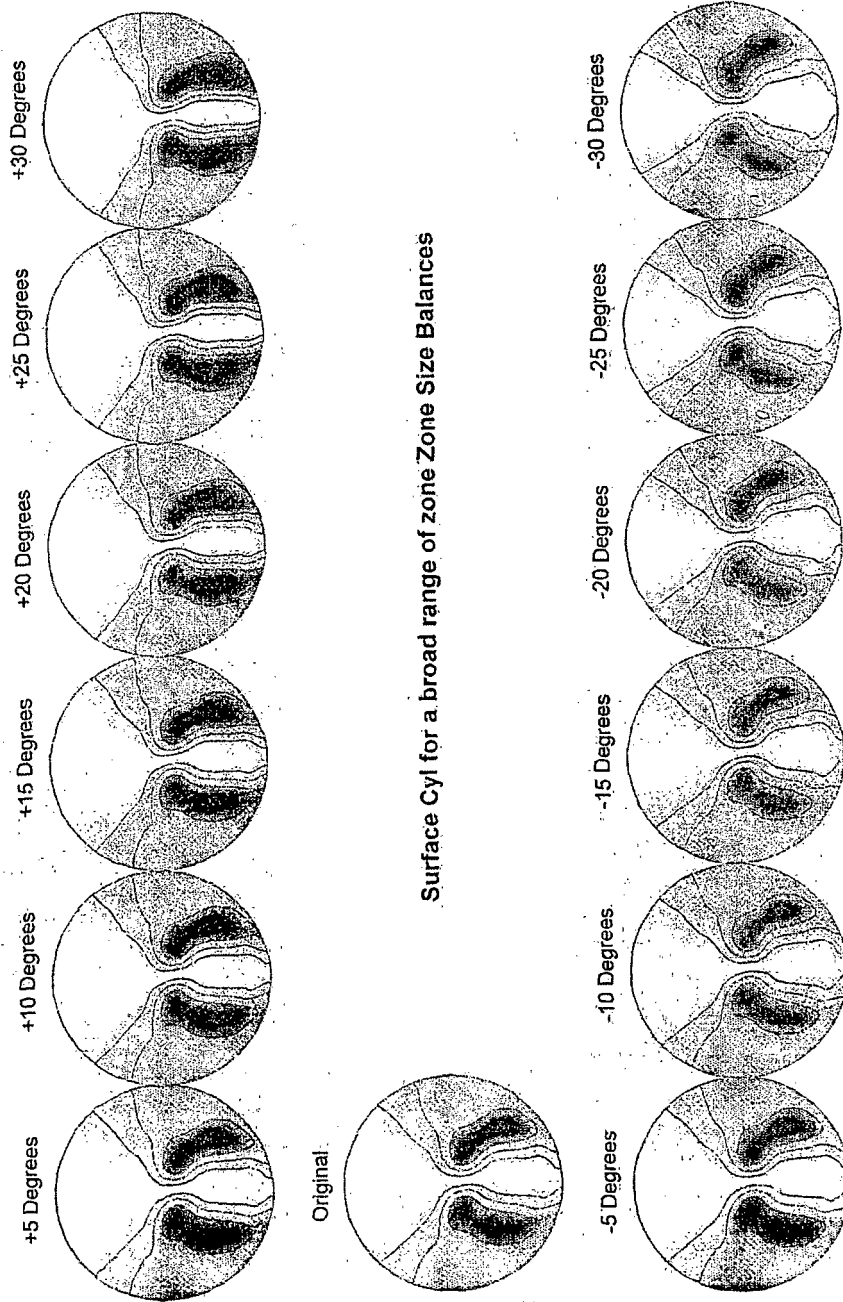 +5 Degrees
+10 Degrees
+15 Degrees
+20 Degrees
+25 Degrees
+30 Degrees
Original
Surface Cyl for a broad range of zone Zone Size Balances
-5 Degrees
-10 Degrees
-15 Degrees
-20 Degrees
-25 Degrees
-30 Degrees